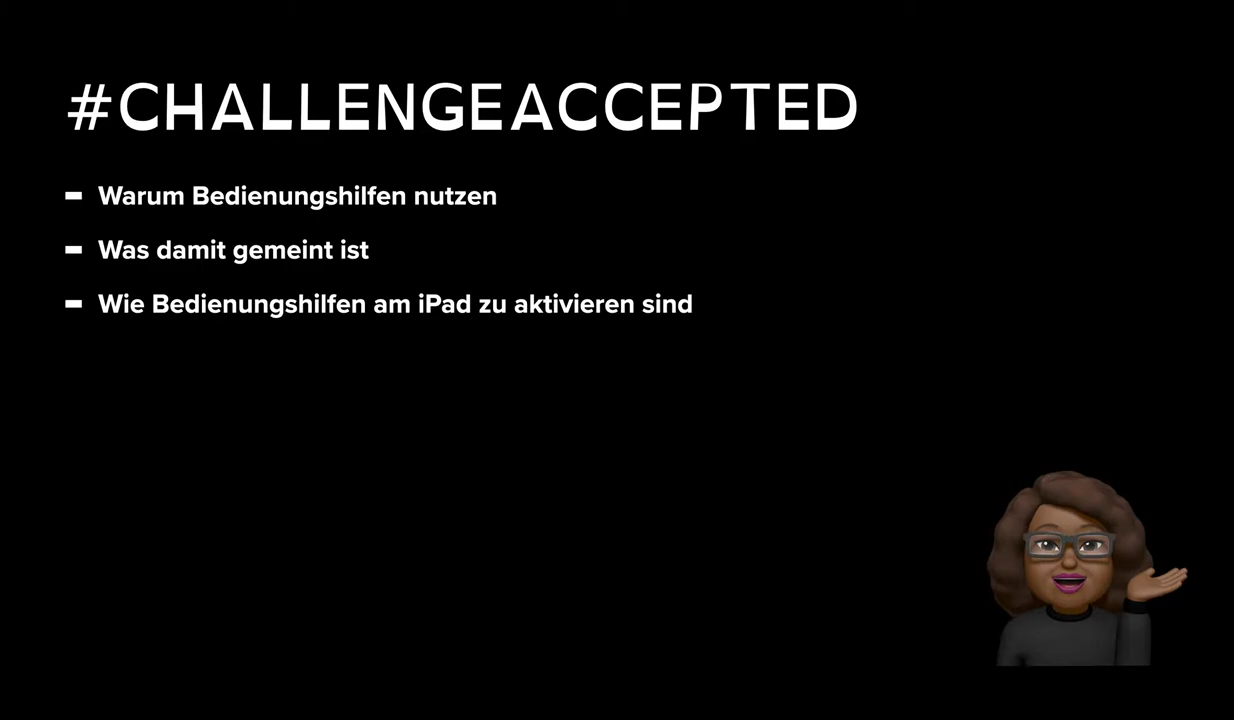 #CHALLENGEACCEPTED
- Warum Bedienungshilfen nutzen
- Was damit gemeint ist
- Wie Bedienungshilfen am iPad zu aktivieren sind